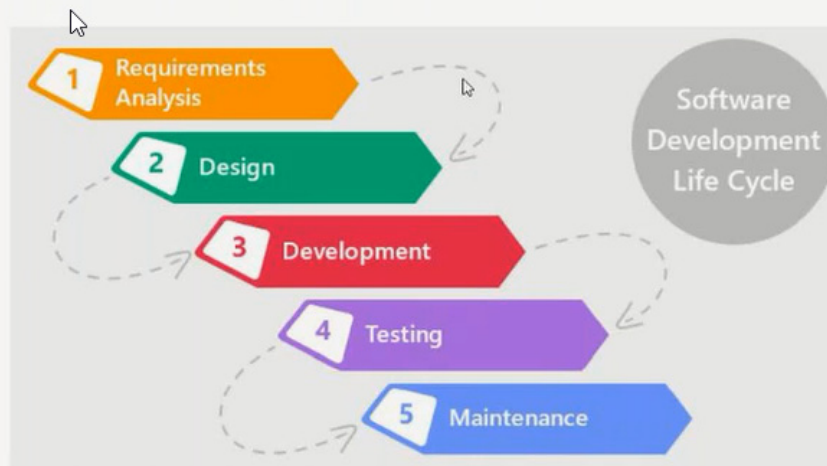 1
Requirements
Analysis
2
Design
3
Development
4
Testing
5
Maintenance
Software
Development
Life Cycle